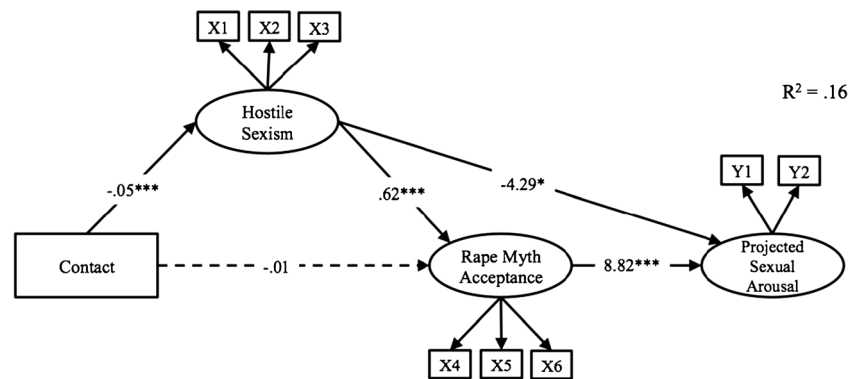 X1 X2 X3
Hostile
Sexism
R² = .16
-.05***
.62***
-4.29*
Y1 Y2
Contact
-.01
Rape Myth
Acceptance
8.82***
Projected
Sexual
Arousal
X4 X5 X6